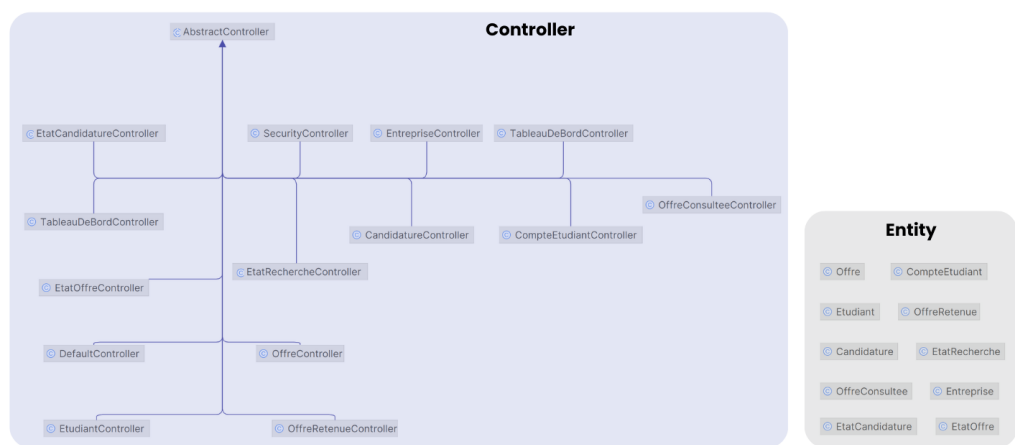 Controller
AbstractController
EtatCandidatureController
SecurityController
EntrepriseController
TableauDeBordController
TableauDeBordController
CandidatureController
CompteEtudiantController
OffreConsulteeController
EtatOffreController
EtatRechercheController
DefaultController
OffreController
EtudiantController
OffreRetenueController
Entity
Offre
CompteEtudiant
Etudiant
OffreRetenue
Candidature
EtatRecherche
OffreConsultee
Entreprise
EtatCandidature
EtatOffre